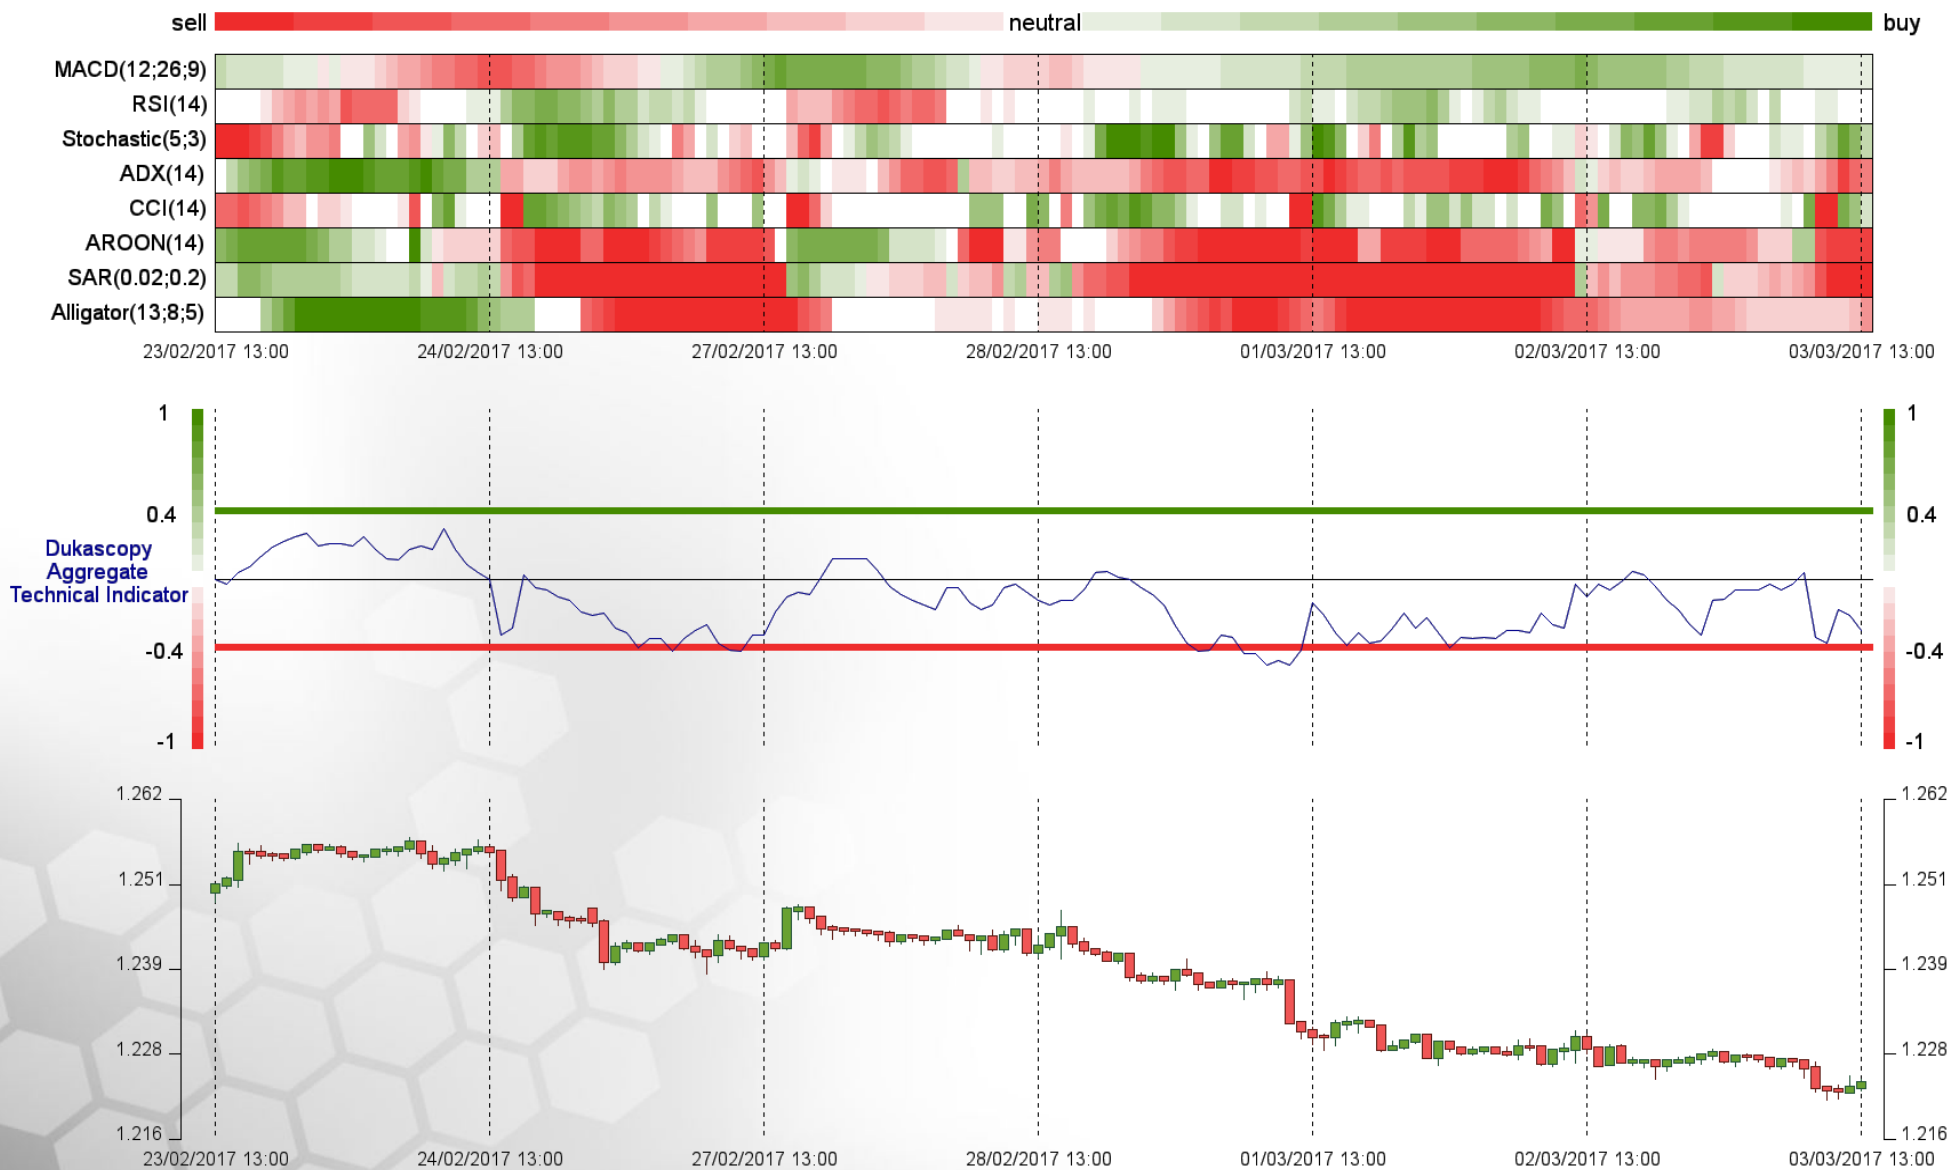 sell neutral buy
MACD(12;26;9)
RSI(14)
Stochastic(5;3)
ADX(14)
CCI(14)
AROON(14)
SAR(0.02;0.2)
Alligator(13;8;5)
23/02/2017 13:00 24/02/2017 13:00 27/02/2017 13:00 28/02/2017 13:00 01/03/2017 13:00 02/03/2017 13:00 03/03/2017 13:00
1 1
0.4 0.4
Dukascopy
Aggregate
Technical Indicator
-0.4 -0.4
-1 -1
1.262 1.262
1.251 1.251
1.239 1.239
1.228 1.228
1.216 1.216
23/02/2017 13:00 24/02/2017 13:00 27/02/2017 13:00 28/02/2017 13:00 01/03/2017 13:00 02/03/2017 13:00 03/03/2017 13:00